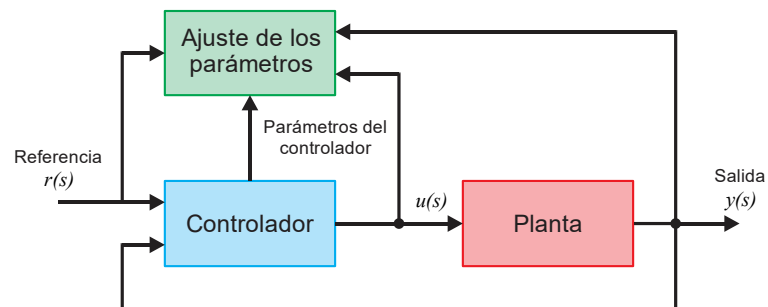 Ajuste de los
parámetros
Parámetros del
controlador
Referencia
r(s)
Controlador
u(s)
Planta
Salida
y(s)